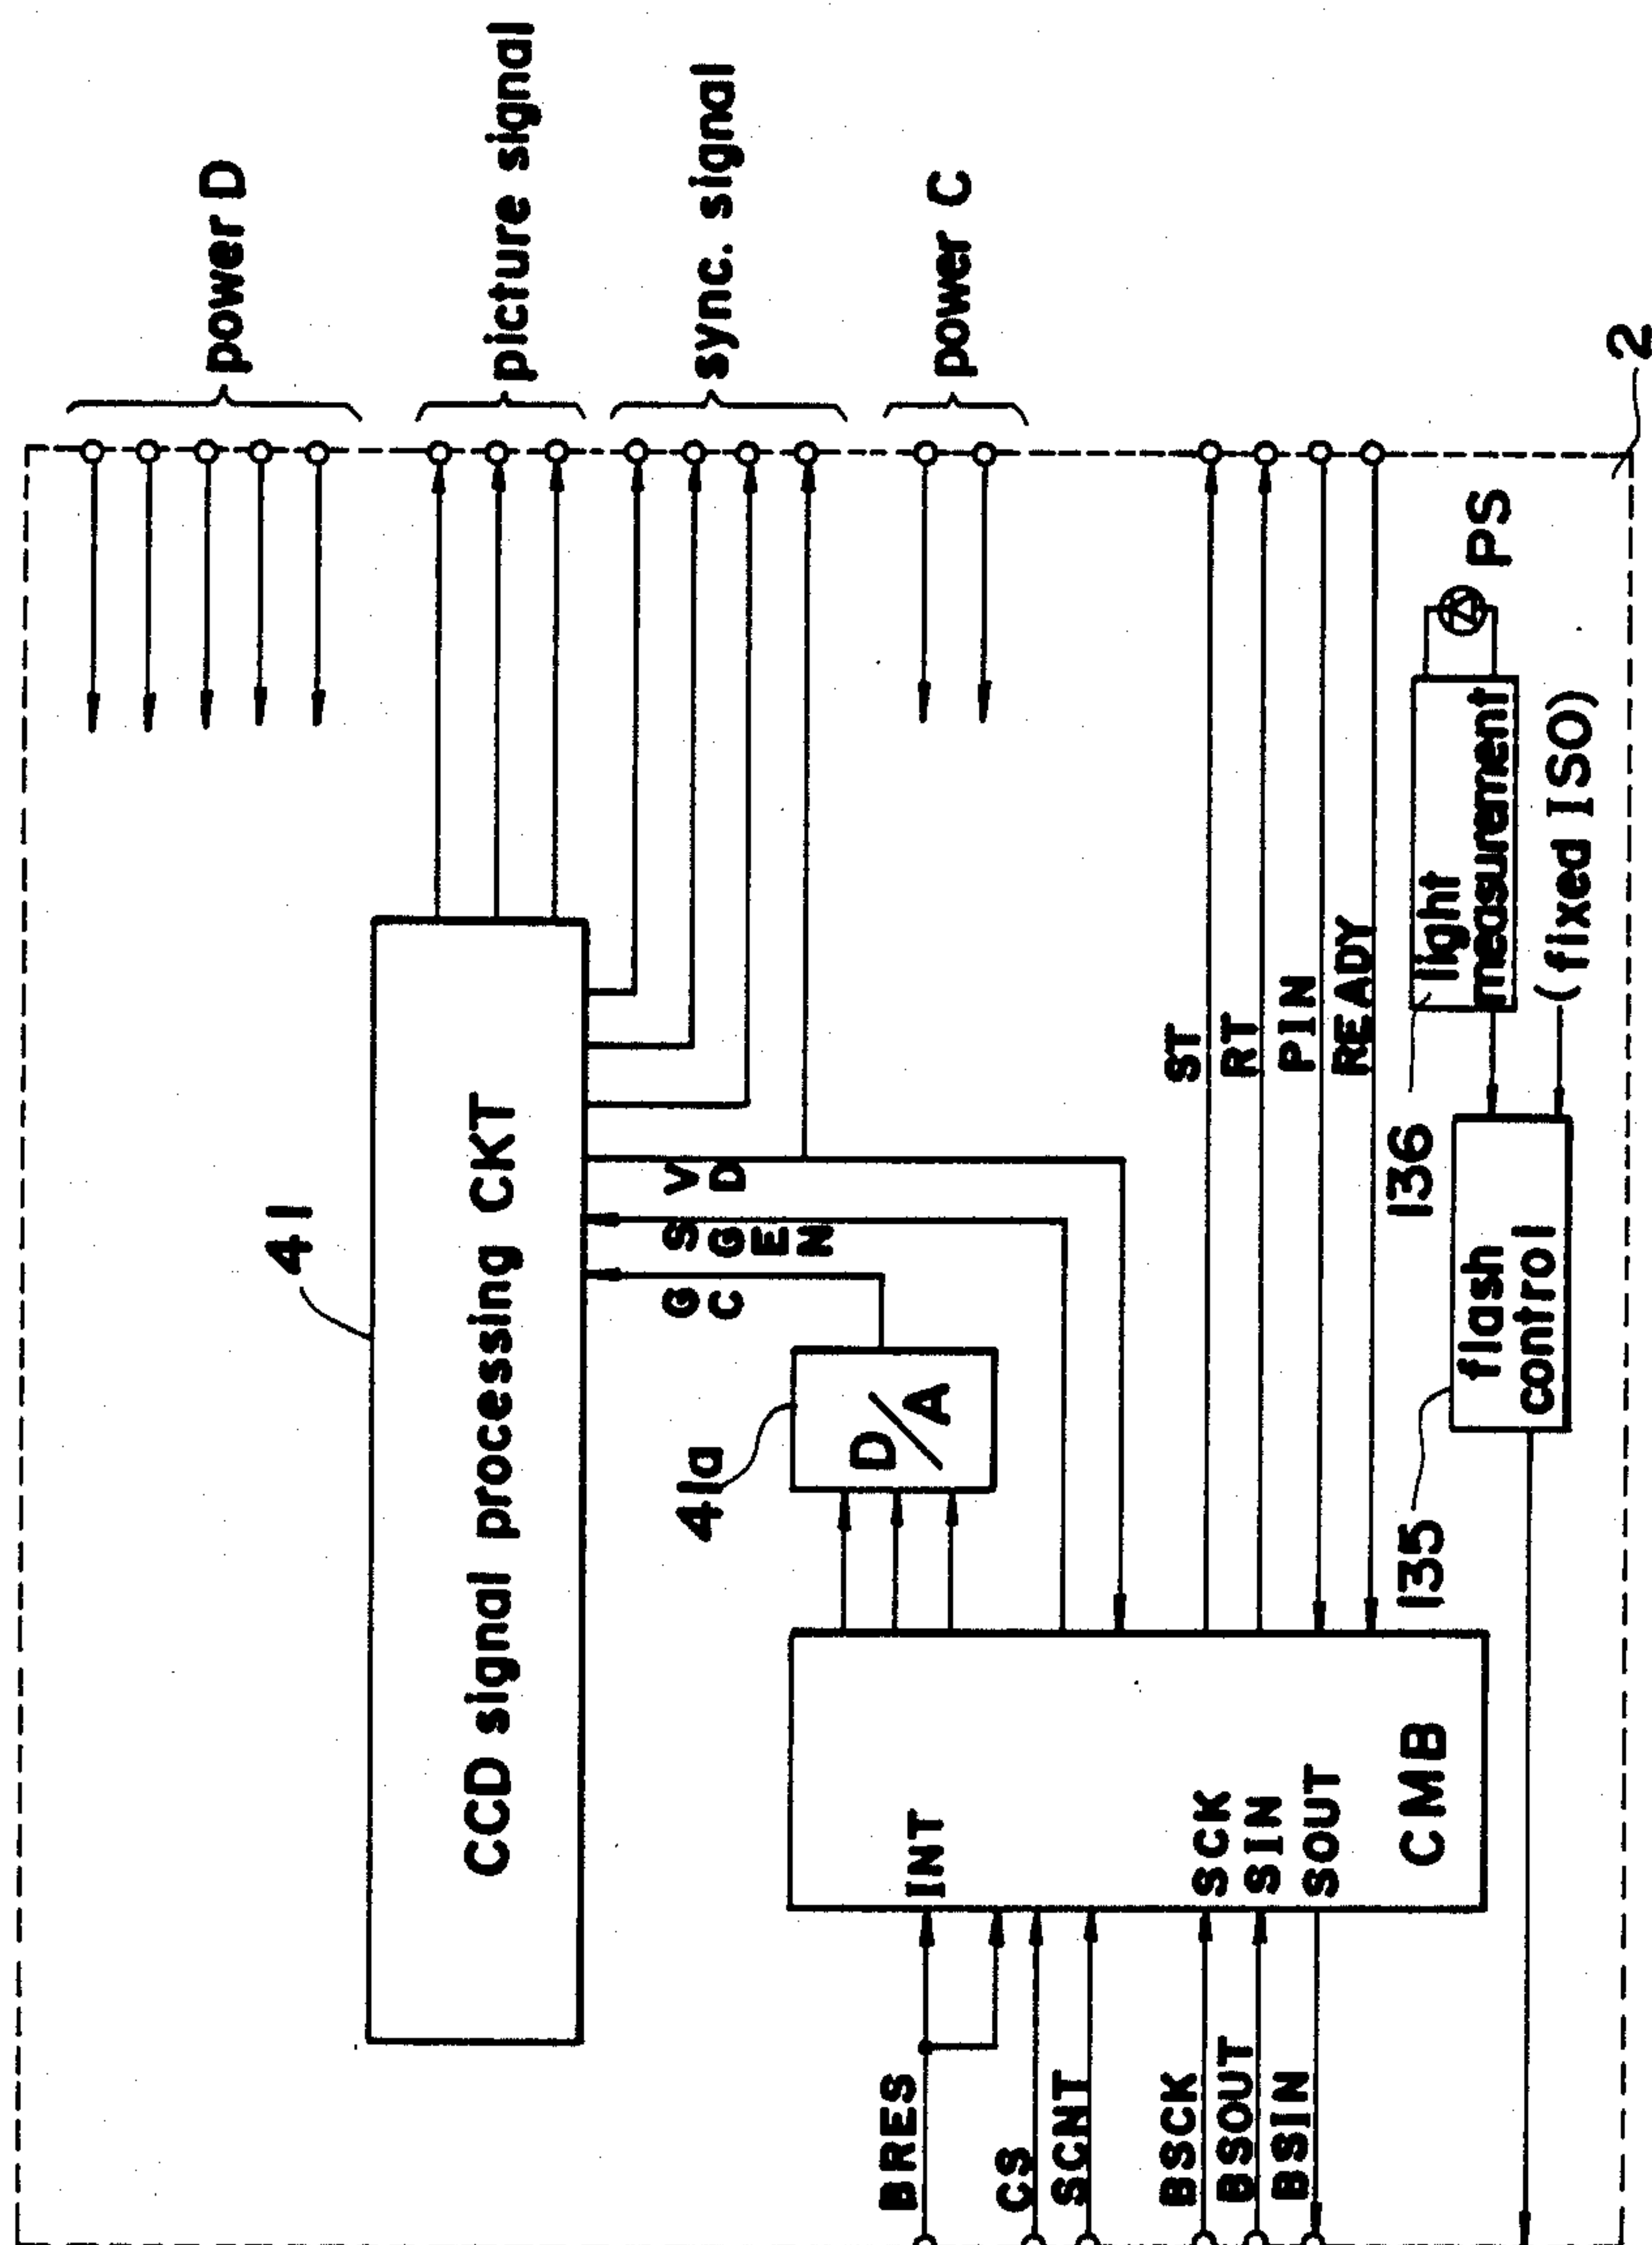 power D
picture signal
sync. signal
power C
2
41
CCD signal processing CKT
VD
SGEN
GC
41a
D/A
ST
RT
PIN
READY
PS
light
measurement
136
(fixed ISO)
flash
control
135
INT
SCK
SIN
SOUT
CMB
BRES
CS
SCNT
BSCK
BSOUT
BSIN